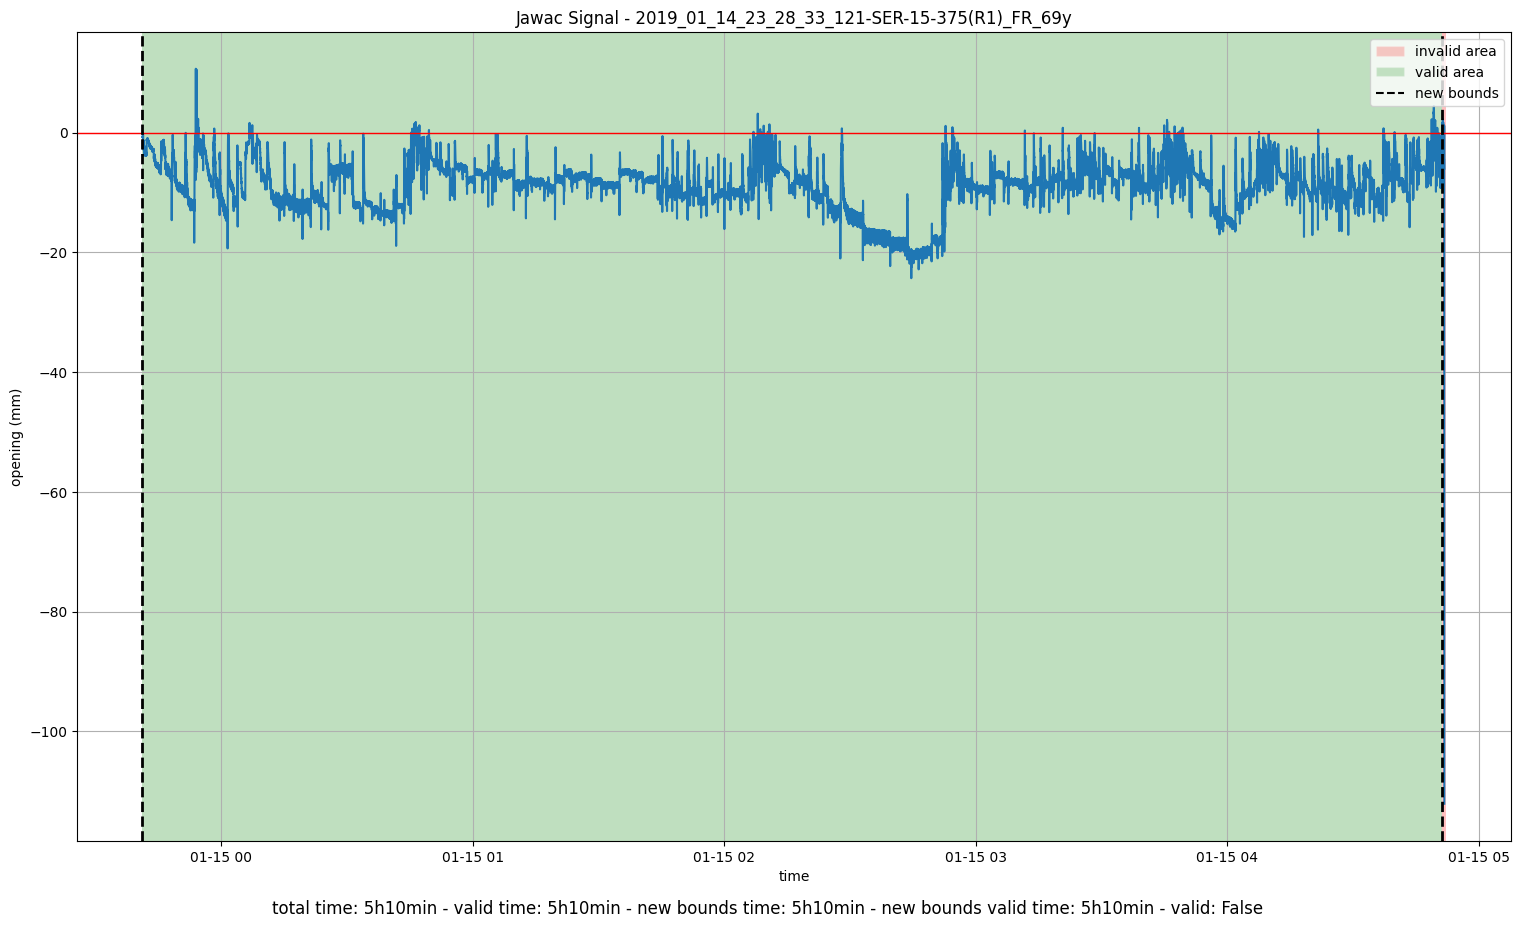 Jawac Signal - 2019_01_14_23_28_33_121-SER-15-375(R1)_FR_69y
invalid area
valid area
new bounds
0
−20
−40
−60
−80
−100
opening (mm)
01-15 00
01-15 01
01-15 02
01-15 03
01-15 04
01-15 05
time
total time: 5h10min - valid time: 5h10min - new bounds time: 5h10min - new bounds valid time: 5h10min - valid: False